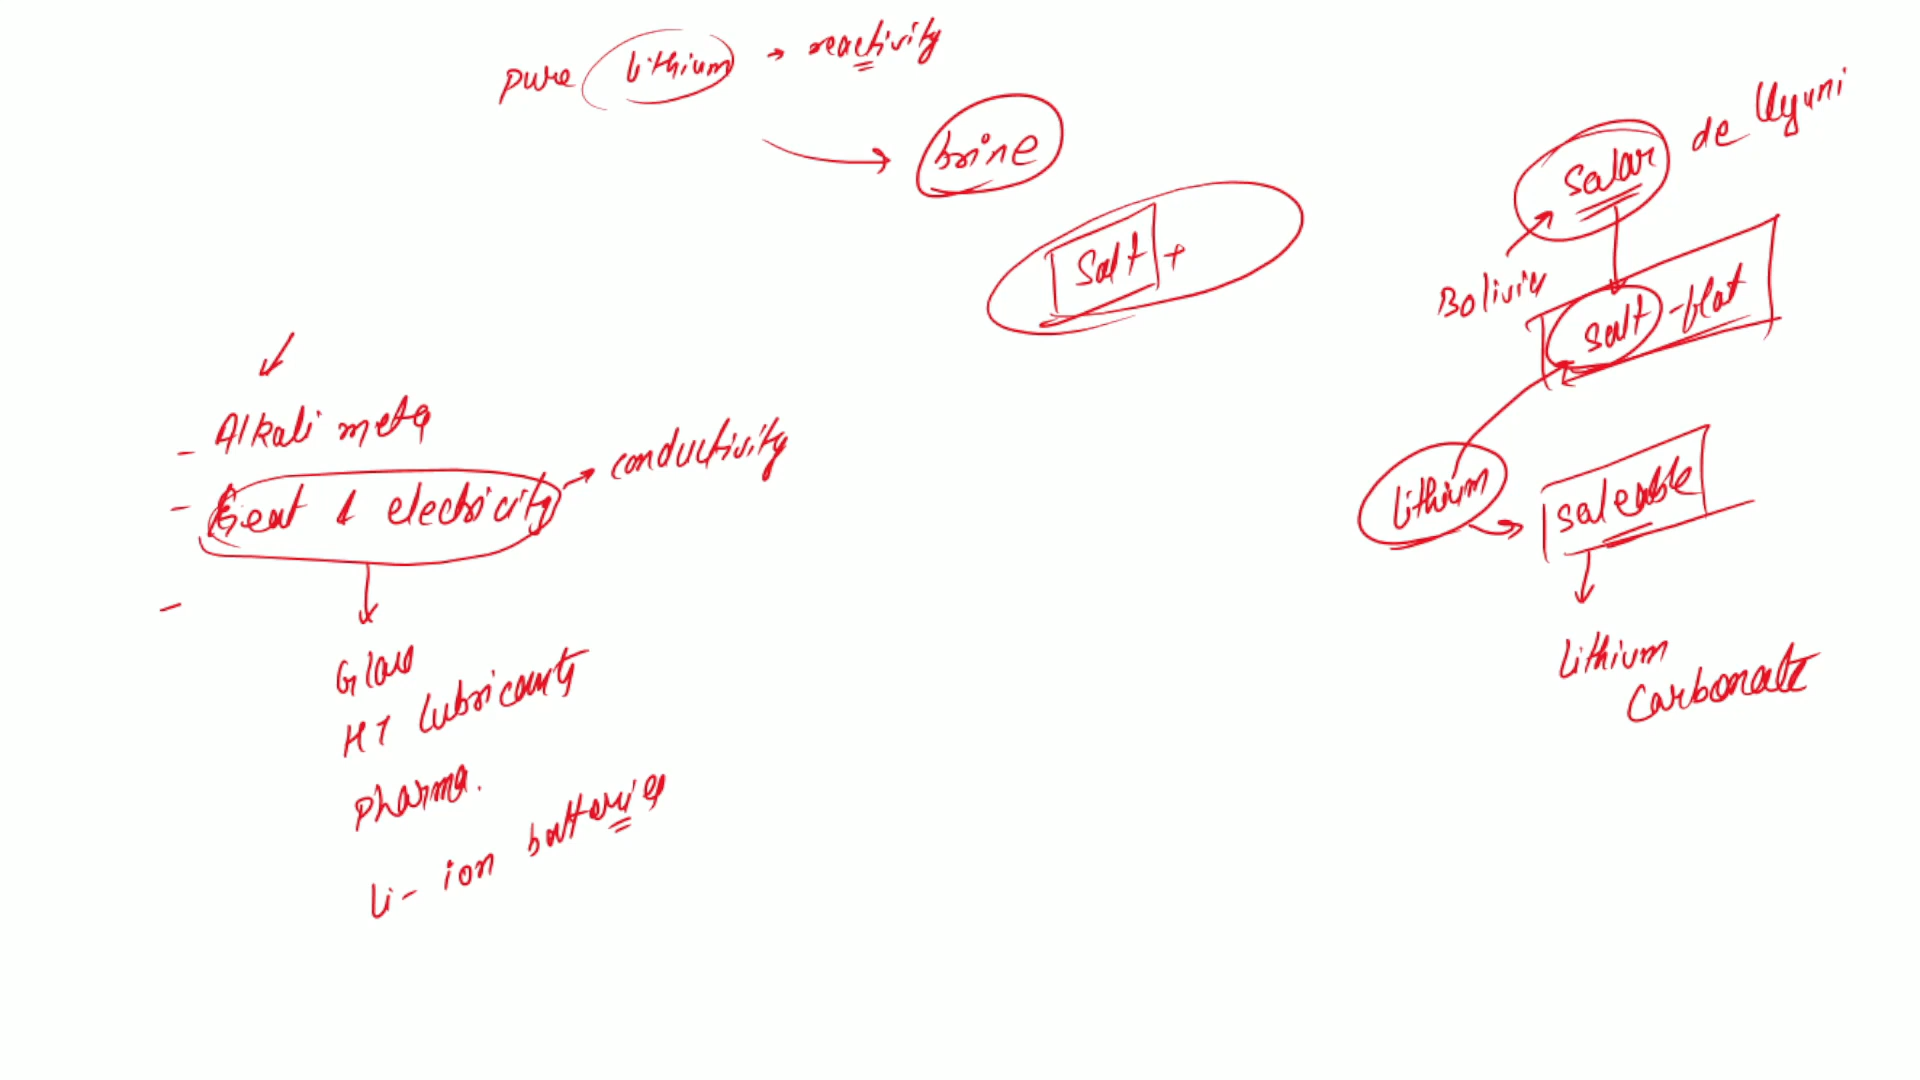 pure lithium → reactivity
→ brine
Salt +
- Alkali meta
- Heat & electricity → conductivity
-
Glass
HT lubricants
pharma.
Li- ion batteries
Salar de Uyuni
Bolivia
salt-flat
lithium → saleable
Lithium
Carbonate